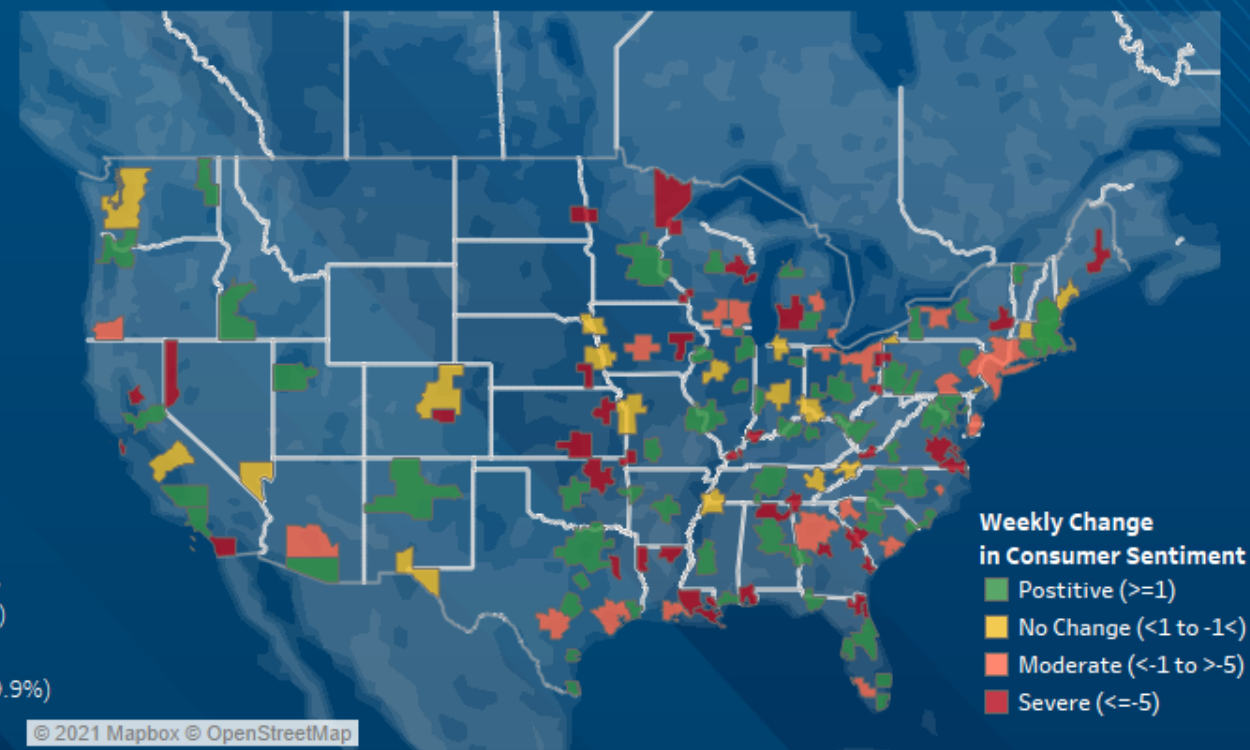 Weekly Change
in Consumer Sentiment
Postitive (>=1)
No Change (<1 to -1<)
Moderate (<-1 to >-5)
Severe (<=-5)
)
.9%)
© 2021 Mapbox © OpenStreetMap